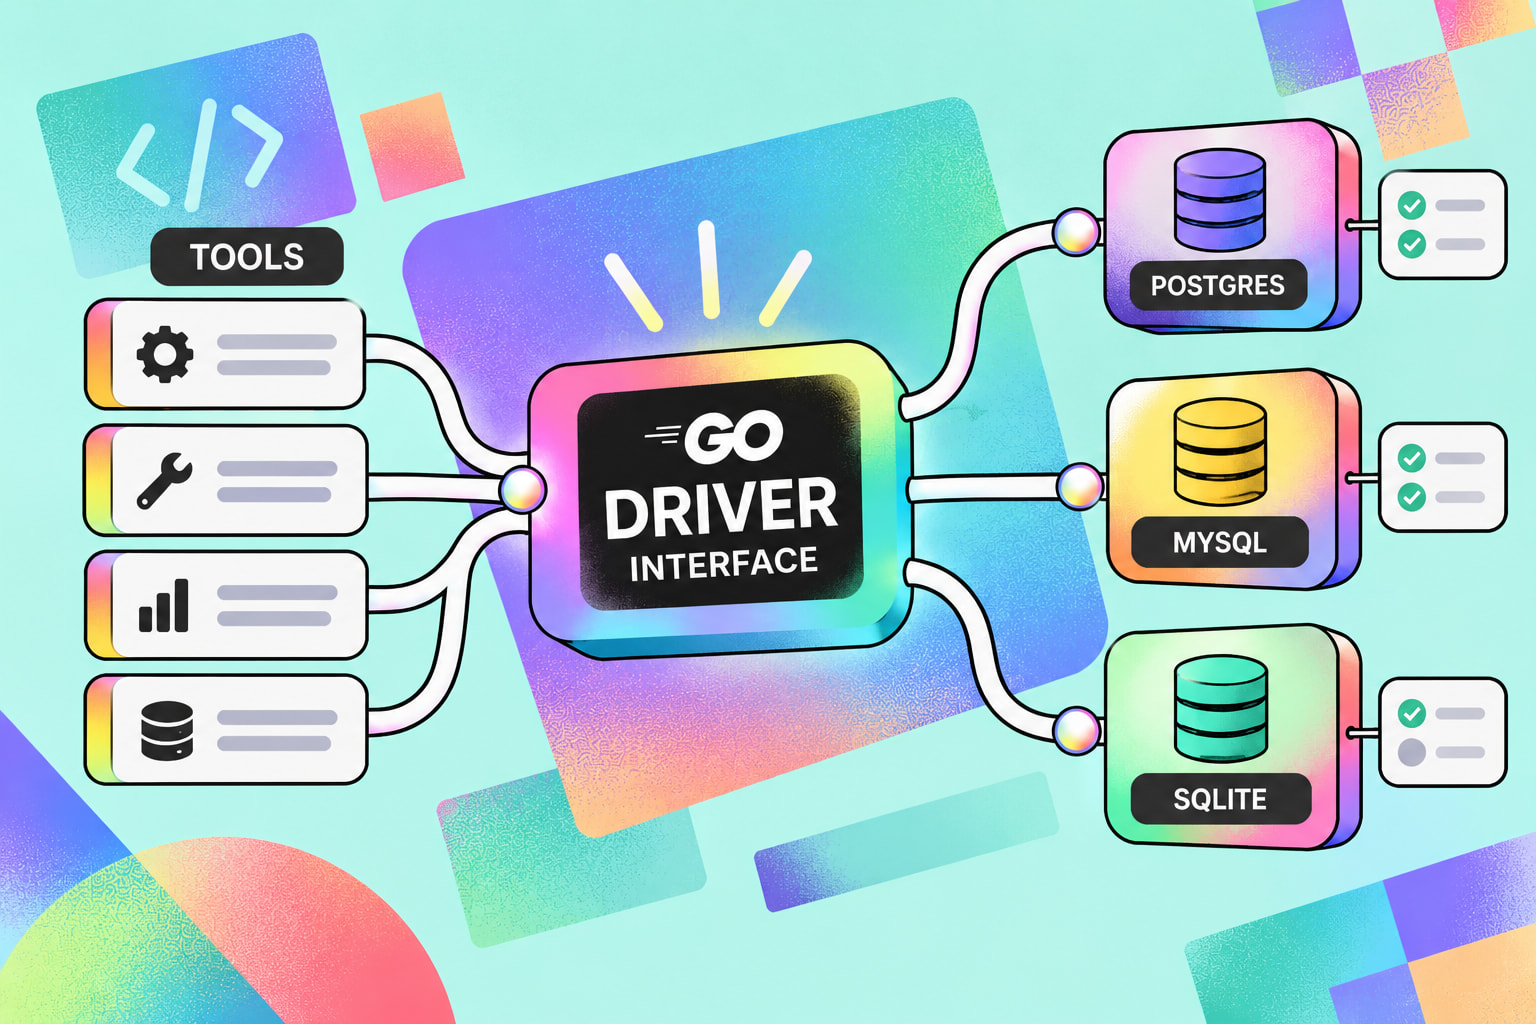 </>
TOOLS
GO
DRIVER
INTERFACE
POSTGRES
MYSQL
SQLITE